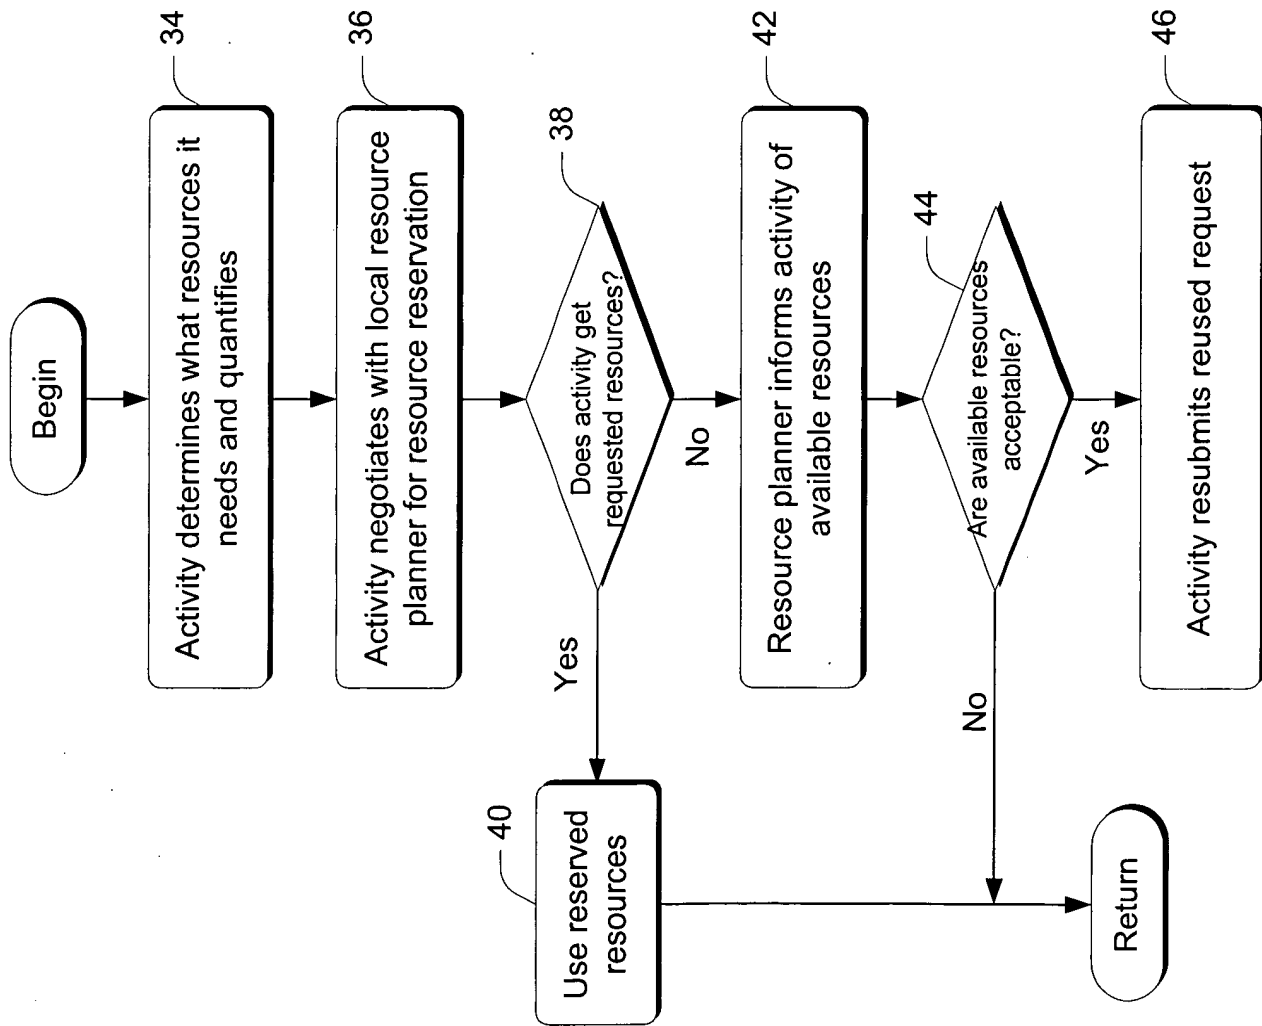 Begin
34
Activity determines what resources it
needs and quantifies
36
Activity negotiates with local resource
planner for resource reservation
38
Does activity get
requested resources?
Yes
No
40
Use reserved
resources
42
Resource planner informs activity of
available resources
44
Are available resources
acceptable?
No
Yes
46
Activity resubmits reused request
Return